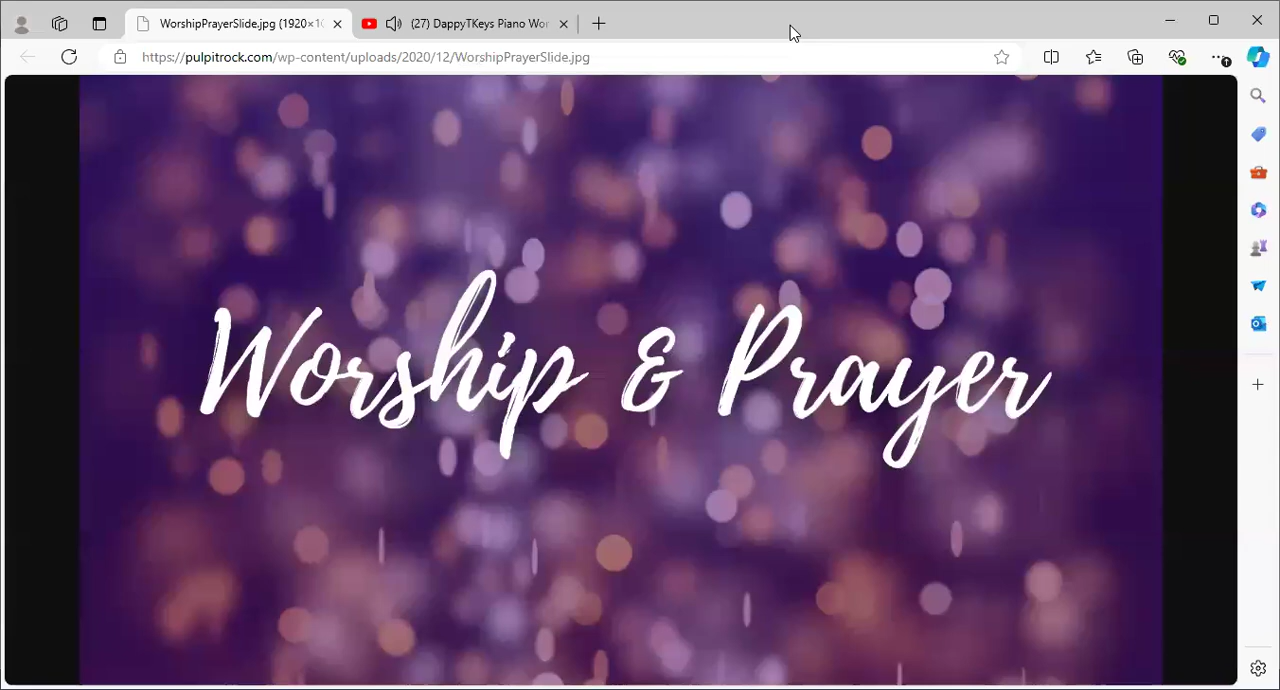 WorshipPrayerSlide.jpg (1920×10
(27) DappyTKeys Piano Wor
https://pulpitrock.com/wp-content/uploads/2020/12/WorshipPrayerSlide.jpg
Worship & Prayer